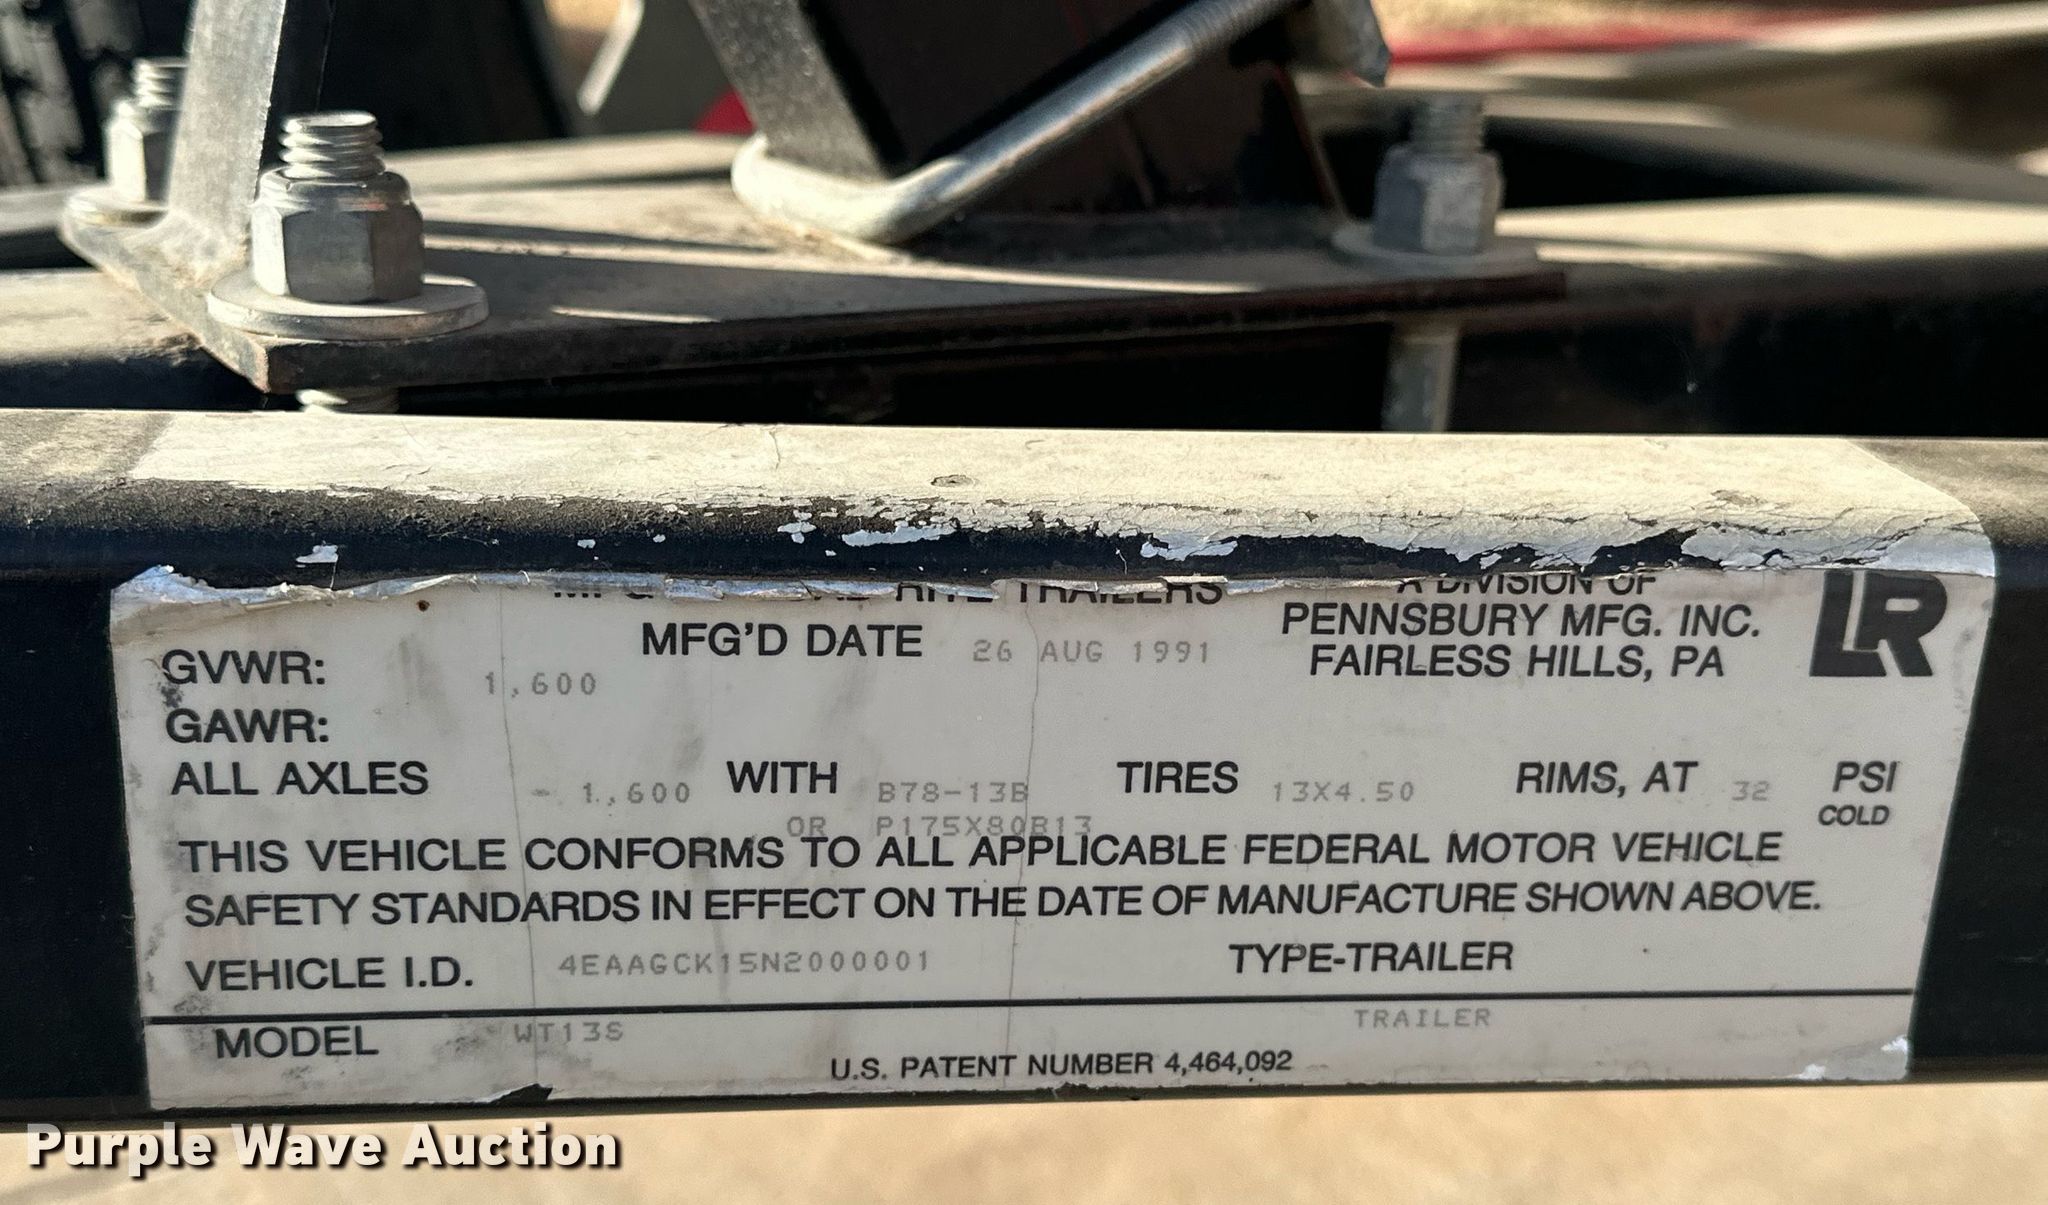 RITE TRAILERS
A DIVISION OF
MFG'D DATE 26 AUG 1991
PENNSBURY MFG. INC.
FAIRLESS HILLS, PA
LR
GVWR: 1,600
GAWR:
ALL AXLES - 1,600 WITH B78-13B TIRES 13X4.50 RIMS, AT 32 PSI
COLD
OR P175X80B13
THIS VEHICLE CONFORMS TO ALL APPLICABLE FEDERAL MOTOR VEHICLE
SAFETY STANDARDS IN EFFECT ON THE DATE OF MANUFACTURE SHOWN ABOVE.
VEHICLE I.D. 4EAAGCK15N2000001 TYPE-TRAILER
MODEL WT13S TRAILER
U.S. PATENT NUMBER 4,464,092
Purple Wave Auction